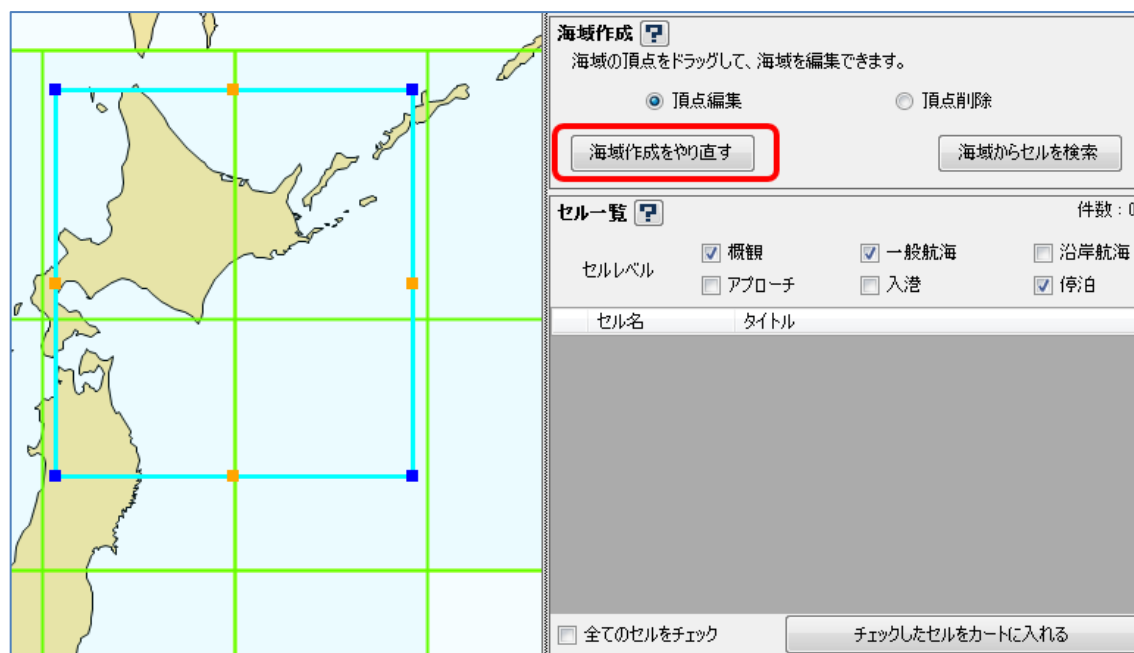 海域作成 ?
海域の頂点をドラッグして、海域を編集できます。
頂点編集 頂点削除
海域作成をやり直す 海域からセルを検索
セル一覧 ? 件数 : 0
セルレベル
概観 一般航海 沿岸航海
アプローチ 入港 停泊
セル名 タイトル
全てのセルをチェック チェックしたセルをカートに入れる